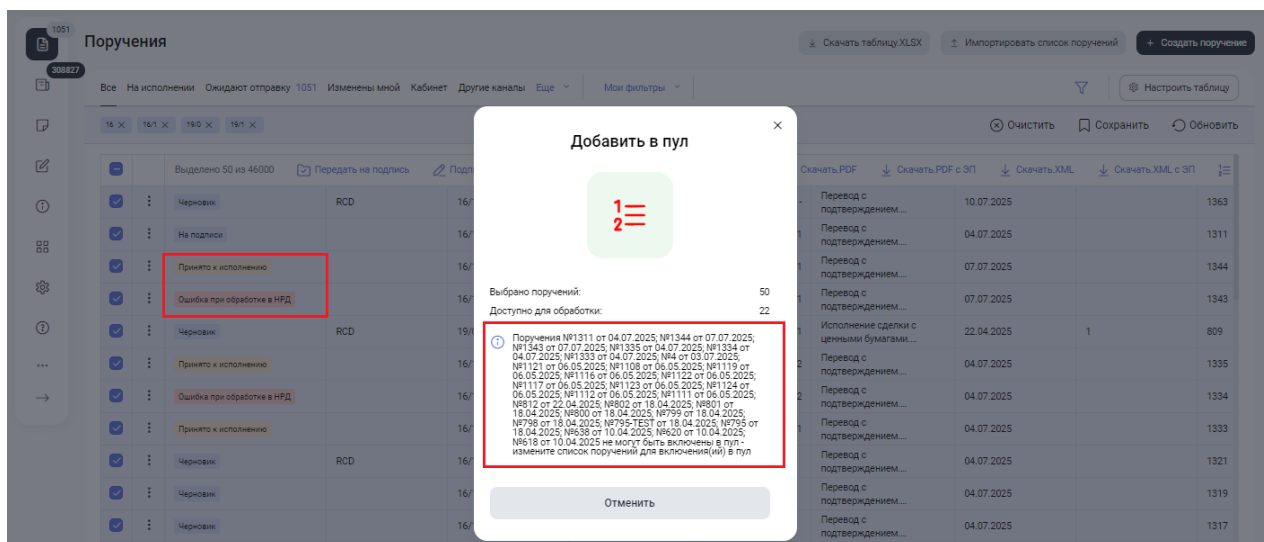 1051
Поручения
Скачать таблицу.XLSX
Импортировать список поручений
+ Создать поручение
308827
Все На исполнении Ожидают отправку 1051 Изменены мной Кабинет Другие каналы Еще Мои фильтры
Настроить таблицу
16 × 16/1 × 19/0 × 19/1 ×
Очистить Сохранить Обновить
Добавить в пул
Выделено 50 из 46000 Передать на подпись
Скачать.PDF Скачать.PDF с ЭП Скачать.XML Скачать.XML с ЭП
Черновик RCD 16/ Перевод с подтверждением.... 10.07.2025 1363
На подписи 16/ Перевод с подтверждением.... 04.07.2025 1311
Принято к исполнению 16/ Перевод с подтверждением.... 07.07.2025 1344
Ошибка при обработке в НРД 16/ Перевод с подтверждением.... 07.07.2025 1343
Черновик RCD 19/ Исполнение сделки с ценными бумагами.... 22.04.2025 1 809
Принято к исполнению 16/ Перевод с подтверждением.... 04.07.2025 1335
Ошибка при обработке в НРД 16/ Перевод с подтверждением.... 04.07.2025 1334
Принято к исполнению 16/ Перевод с подтверждением.... 04.07.2025 1333
Черновик RCD 16/ Перевод с подтверждением.... 04.07.2025 1321
Черновик 16/ Перевод с подтверждением.... 04.07.2025 1319
Черновик 16/ Перевод с подтверждением.... 04.07.2025 1317
1
2
Выбрано поручений: 50
Доступно для обработки: 22
Поручения №1311 от 04.07.2025; №1344 от 07.07.2025;
№1343 от 07.07.2025; №1335 от 04.07.2025; №1334 от
04.07.2025; №1333 от 04.07.2025; №4 от 03.07.2025;
№1121 от 06.05.2025; №1108 от 06.05.2025; №1119 от
06.05.2025; №1116 от 06.05.2025; №1122 от 06.05.2025;
№1117 от 06.05.2025; №1123 от 06.05.2025; №1124 от
06.05.2025; №1112 от 06.05.2025; №1111 от 06.05.2025;
№812 от 22.04.2025; №802 от 18.04.2025; №801 от
18.04.2025; №800 от 18.04.2025; №799 от 18.04.2025;
№798 от 18.04.2025; №795-TEST от 18.04.2025; №795 от
18.04.2025; №638 от 10.04.2025; №620 от 10.04.2025;
№618 от 10.04.2025 не могут быть включены в пул -
измените список поручений для включения(ий) в пул
Отменить